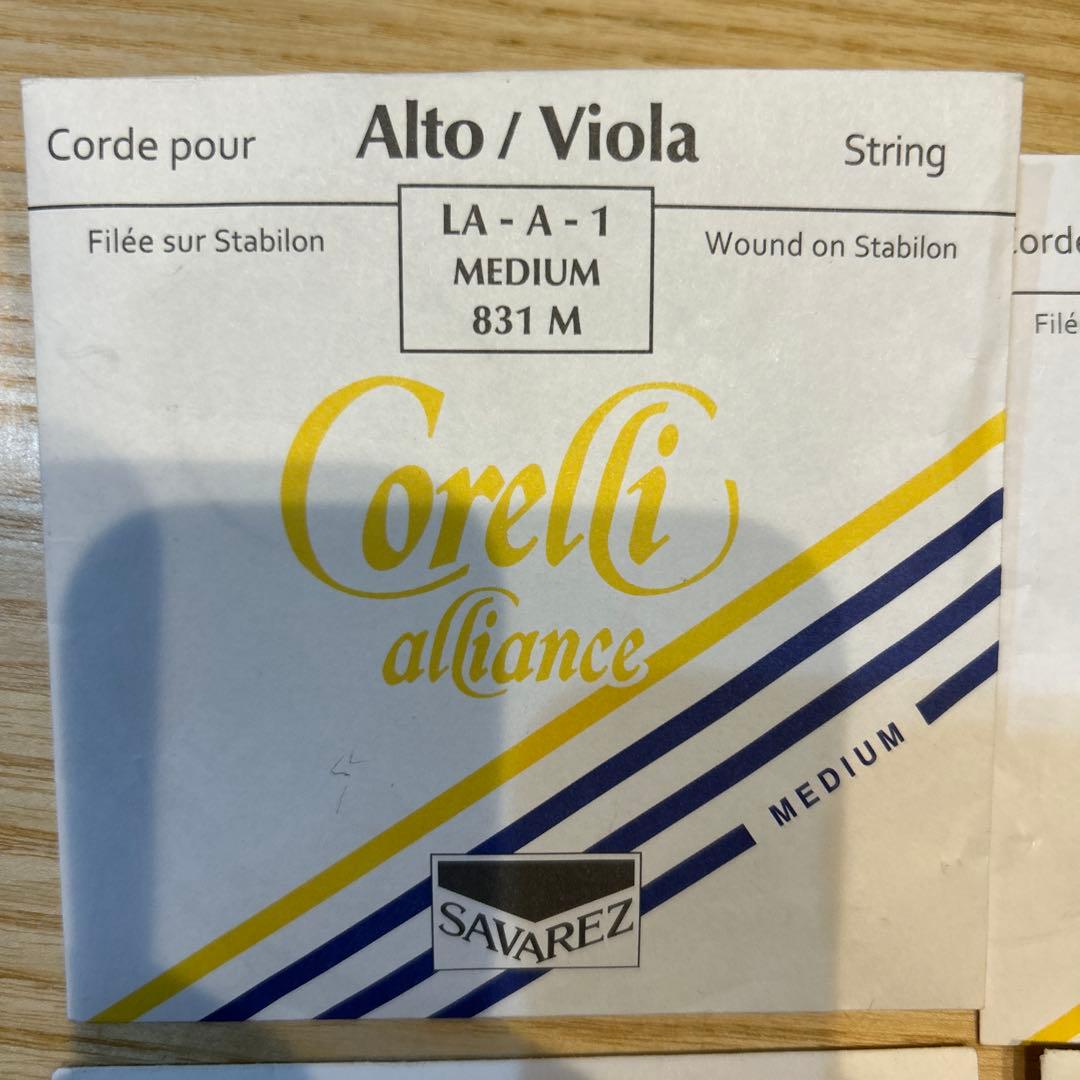 Corde pour Alto / Viola String
LA - A - 1
Filée sur Stabilon
MEDIUM
Wound on Stabilon
831 M
Corelli
alliance
MEDIUM
SAVAREZ